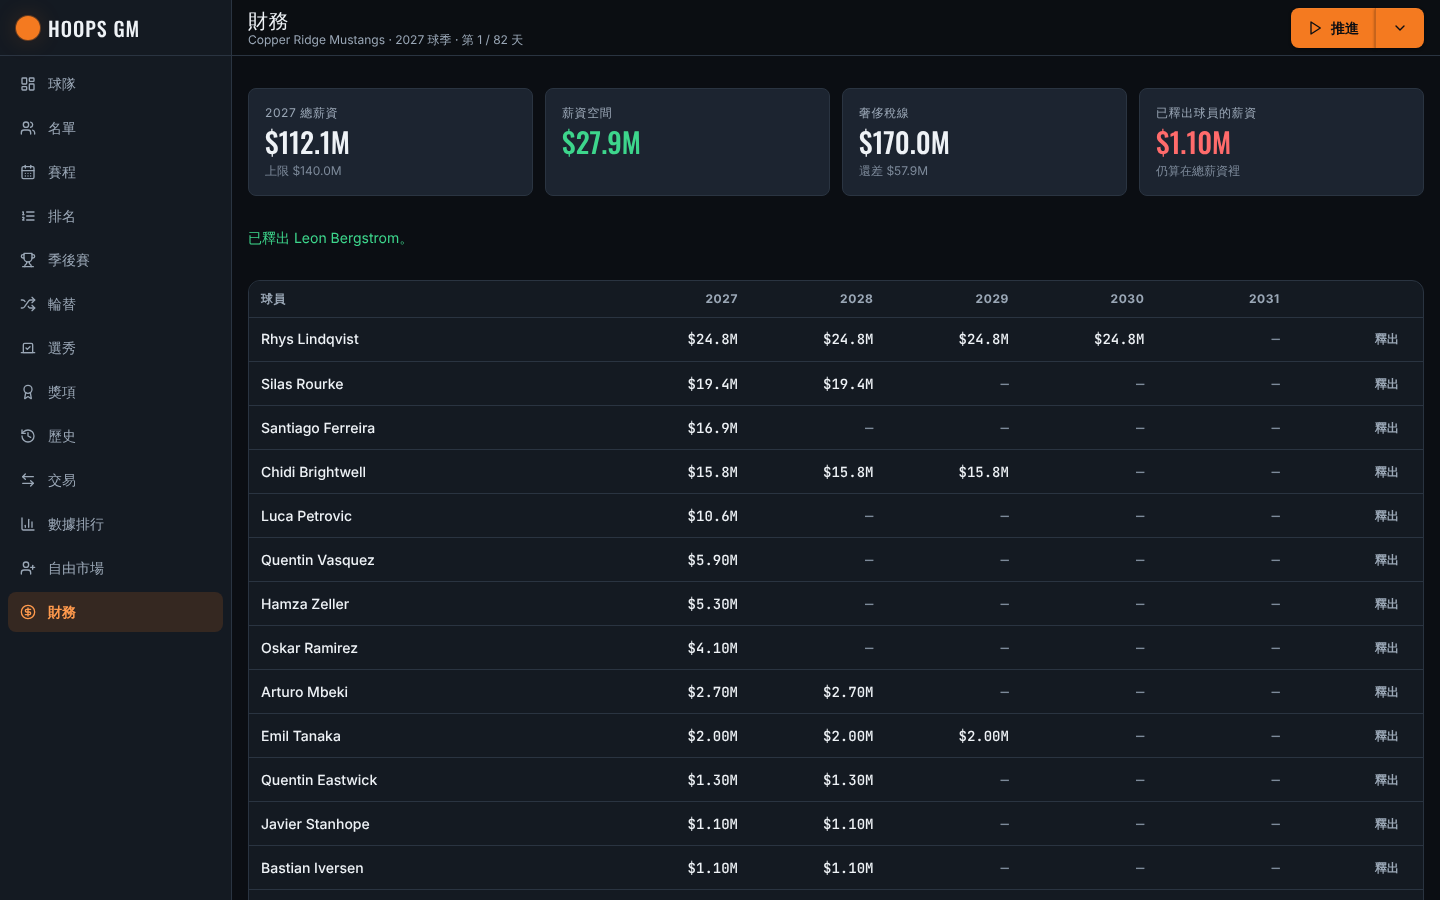 HOOPS GM
球隊
名單
賽程
排名
季後賽
輪替
選秀
獎項
歷史
交易
數據排行
自由市場
財務
財務
Copper Ridge Mustangs · 2027 球季 · 第 1 / 82 天
推進
2027 總薪資
$112.1M
上限 $140.0M
薪資空間
$27.9M
奢侈稅線
$170.0M
還差 $57.9M
已釋出球員的薪資
$1.10M
仍算在總薪資裡
已釋出 Leon Bergstrom。
球員 2027 2028 2029 2030 2031
Rhys Lindqvist $24.8M $24.8M $24.8M $24.8M — 釋出
Silas Rourke $19.4M $19.4M — — — 釋出
Santiago Ferreira $16.9M — — — — 釋出
Chidi Brightwell $15.8M $15.8M $15.8M — — 釋出
Luca Petrovic $10.6M — — — — 釋出
Quentin Vasquez $5.90M — — — — 釋出
Hamza Zeller $5.30M — — — — 釋出
Oskar Ramirez $4.10M — — — — 釋出
Arturo Mbeki $2.70M $2.70M — — — 釋出
Emil Tanaka $2.00M $2.00M $2.00M — — 釋出
Quentin Eastwick $1.30M $1.30M — — — 釋出
Javier Stanhope $1.10M $1.10M — — — 釋出
Bastian Iversen $1.10M $1.10M — — — 釋出